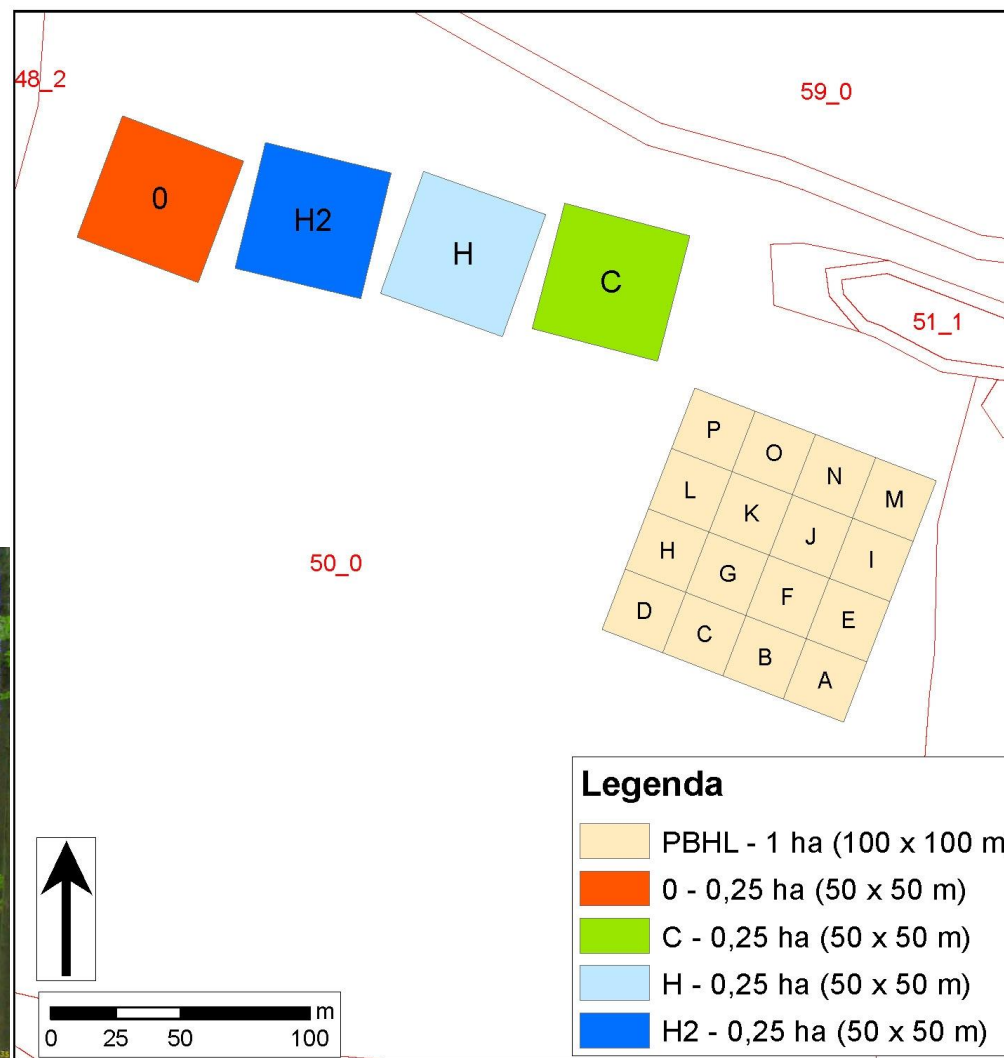 48_2
59_0
0
H2
H
C
51_1
P O N M
L K J I
H G F E
D C B A
50_0
Legenda
PBHL - 1 ha (100 x 100 m
0 - 0,25 ha (50 x 50 m)
C - 0,25 ha (50 x 50 m)
H - 0,25 ha (50 x 50 m)
H2 - 0,25 ha (50 x 50 m)
m
0 25 50 100